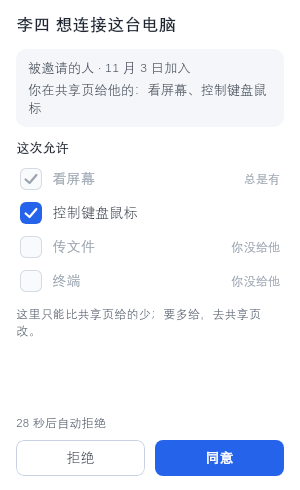 李四 想连接这台电脑
被邀请的人 · 11 月 3 日加入
你在共享页给他的：看屏幕、控制键盘鼠
标
这次允许
看屏幕 总是有
控制键盘鼠标
传文件 你没给他
终端 你没给他
这里只能比共享页给的少；要多给，去共享页
改。
28 秒后自动拒绝
拒绝 同意